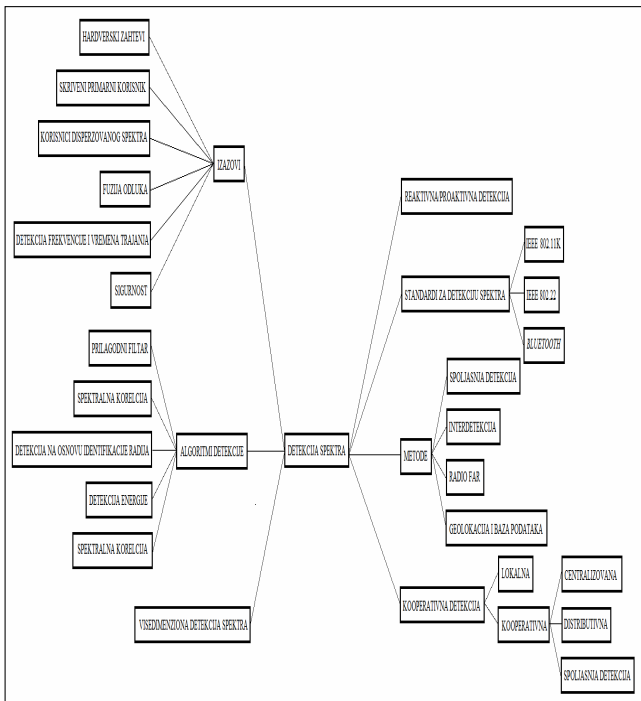 HARDVERSKI ZAHTEVI
SKRIVENI PRIMARNI KORISNIK
KORISNICI DISPERZOVANOG SPEKTRA
FUZIJA ODLUKA
DETEKCIJA FREKVENCIJE I VREMENA TRAJANJA
SIGURNOST
IZAZOVI
PRILAGODNI FILTAR
SPEKTRALNA KORELCIJA
DETEKCIJA NA OSNOVU IDENTIFIKACIJE RADIJA
DETEKCIJA ENERGIJE
SPEKTRALNA KORELCIJA
ALGORITMI DETEKCIJE
VISEDIMENZIONA DETEKCIJA SPEKTRA
DETEKCIJA SPEKTRA
REAKTIVNA/PROAKTIVNA DETEKCIJA
STANDARDI ZA DETEKCIJU SPEKTRA
IEEE 802.11K
IEEE 802.22
BLUETOOTH
METODE
SPOLJASNJA DETEKCIJA
INTERDETEKCIJA
RADIO FAR
GEOLOKACIJA I BAZA PODATAKA
KOOPERATIVNA DETEKCIJA
LOKALNA
KOOPERATIVNA
CENTRALIZOVANA
DISTRIBUTIVNA
SPOLJASNJA DETEKCIJA